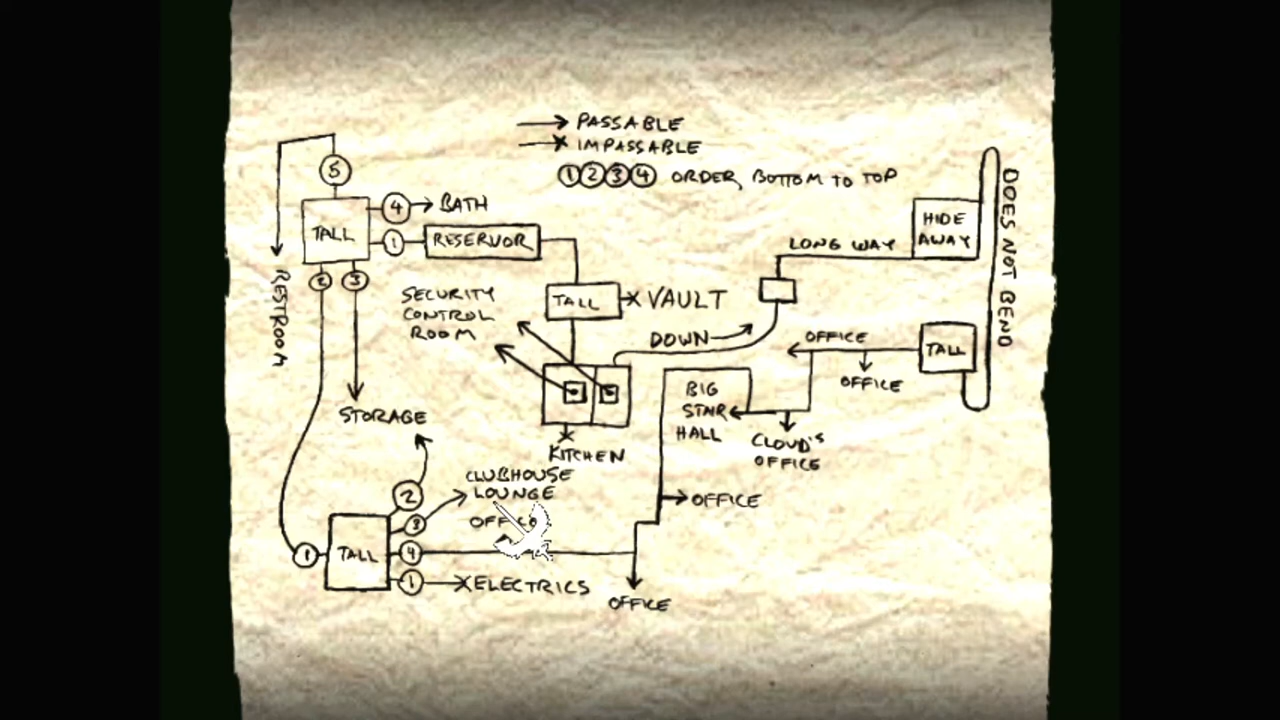 PASSABLE
IMPASSABLE
1 2 3 4 ORDER, BOTTOM TO TOP
5
4
BATH
TALL
1
RESERVOIR
2
3
RESTROOM
STORAGE
SECURITY
CONTROL
ROOM
TALL
VAULT
KITCHEN
DOWN
LONG WAY
HIDE
AWAY
DOES NOT BEND
OFFICE
OFFICE
TALL
BIG
STAIR
HALL
CLOUD'S
OFFICE
OFFICE
CLUBHOUSE
LOUNGE
2
3
4
1
1
TALL
ELECTRICS
OFFICE